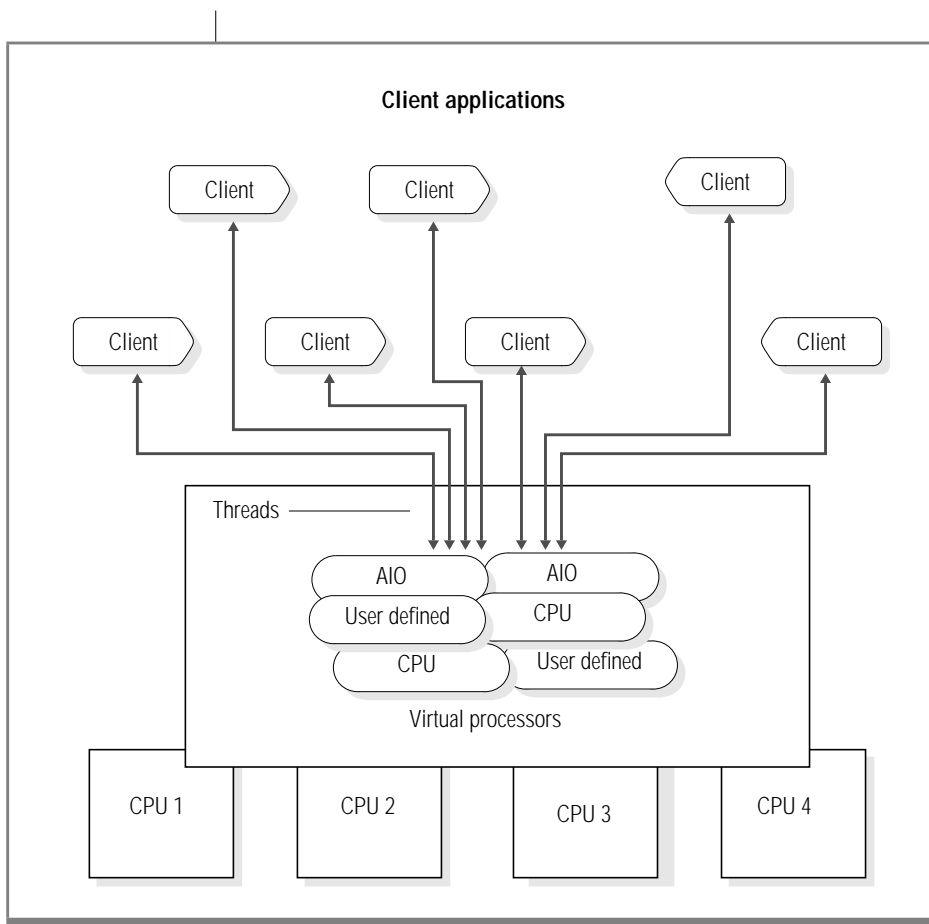 Client applications
Client
Client
Client
Client
Client
Client
Client
Threads
AIO
AIO
User defined
CPU
CPU
User defined
Virtual processors
CPU 1
CPU 2
CPU 3
CPU 4